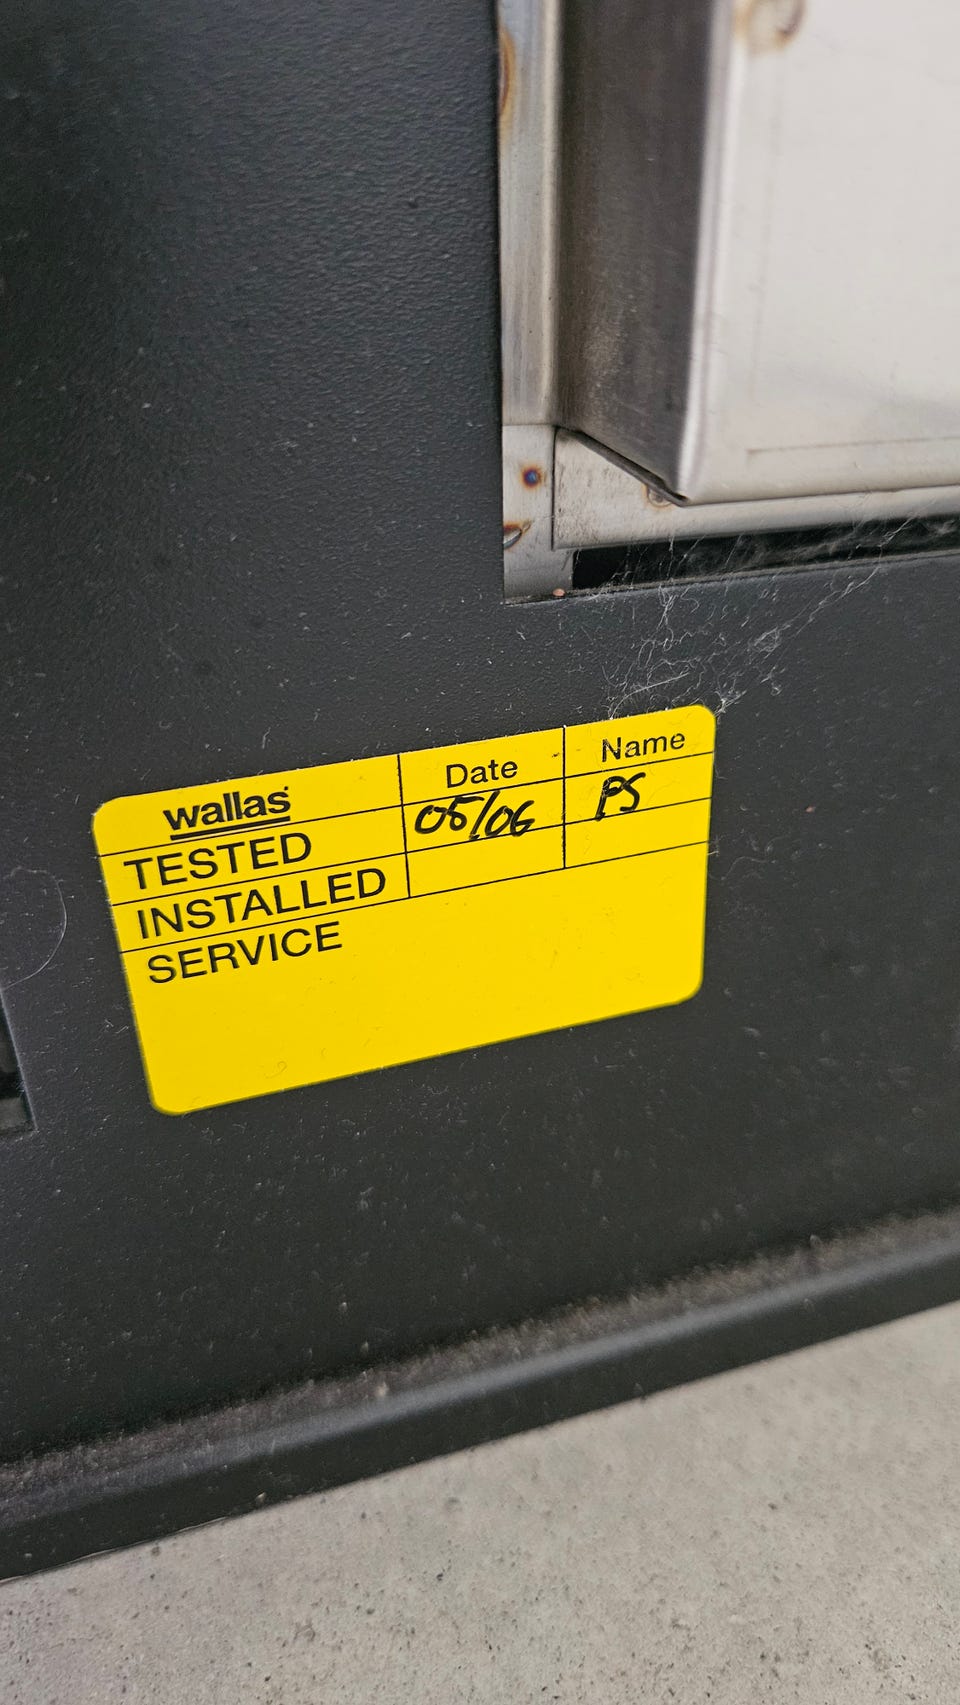 wallas Date Name
TESTED 05/06 PS
INSTALLED
SERVICE